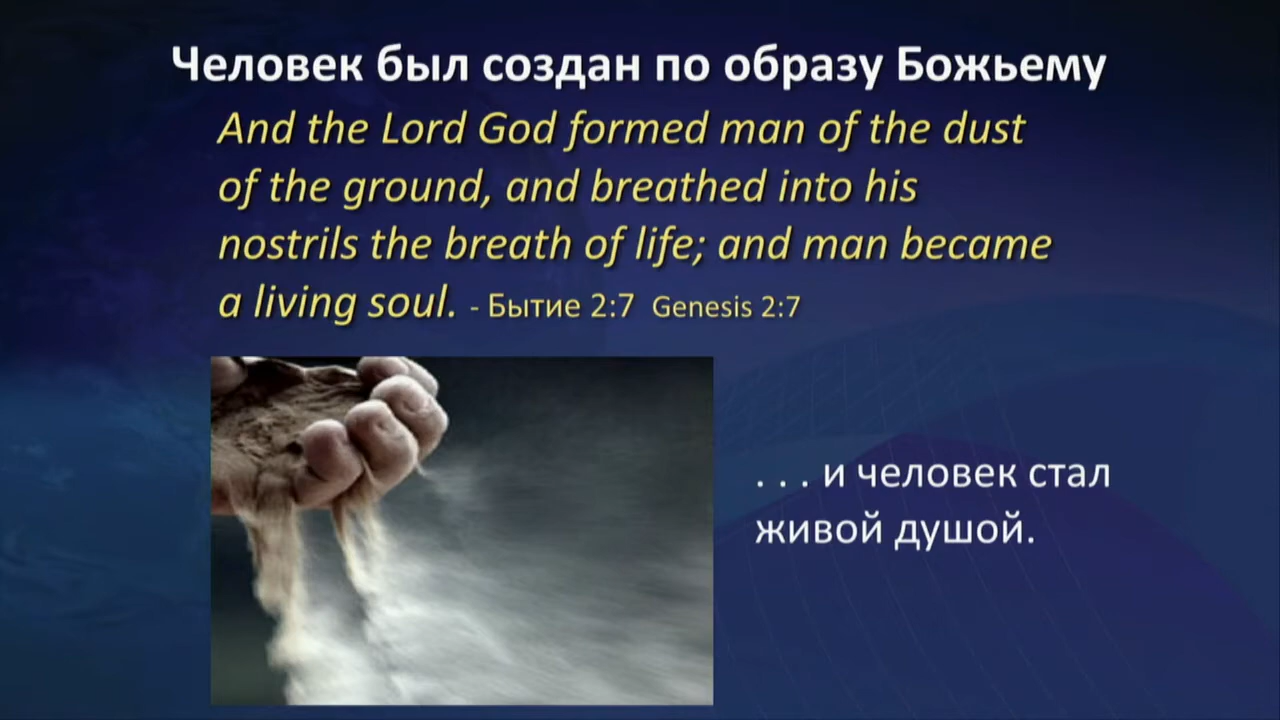 Человек был создан по образу Божьему
And the Lord God formed man of the dust
of the ground, and breathed into his
nostrils the breath of life; and man became
a living soul. - Бытие 2:7 Genesis 2:7
. . . и человек стал
живой душой.